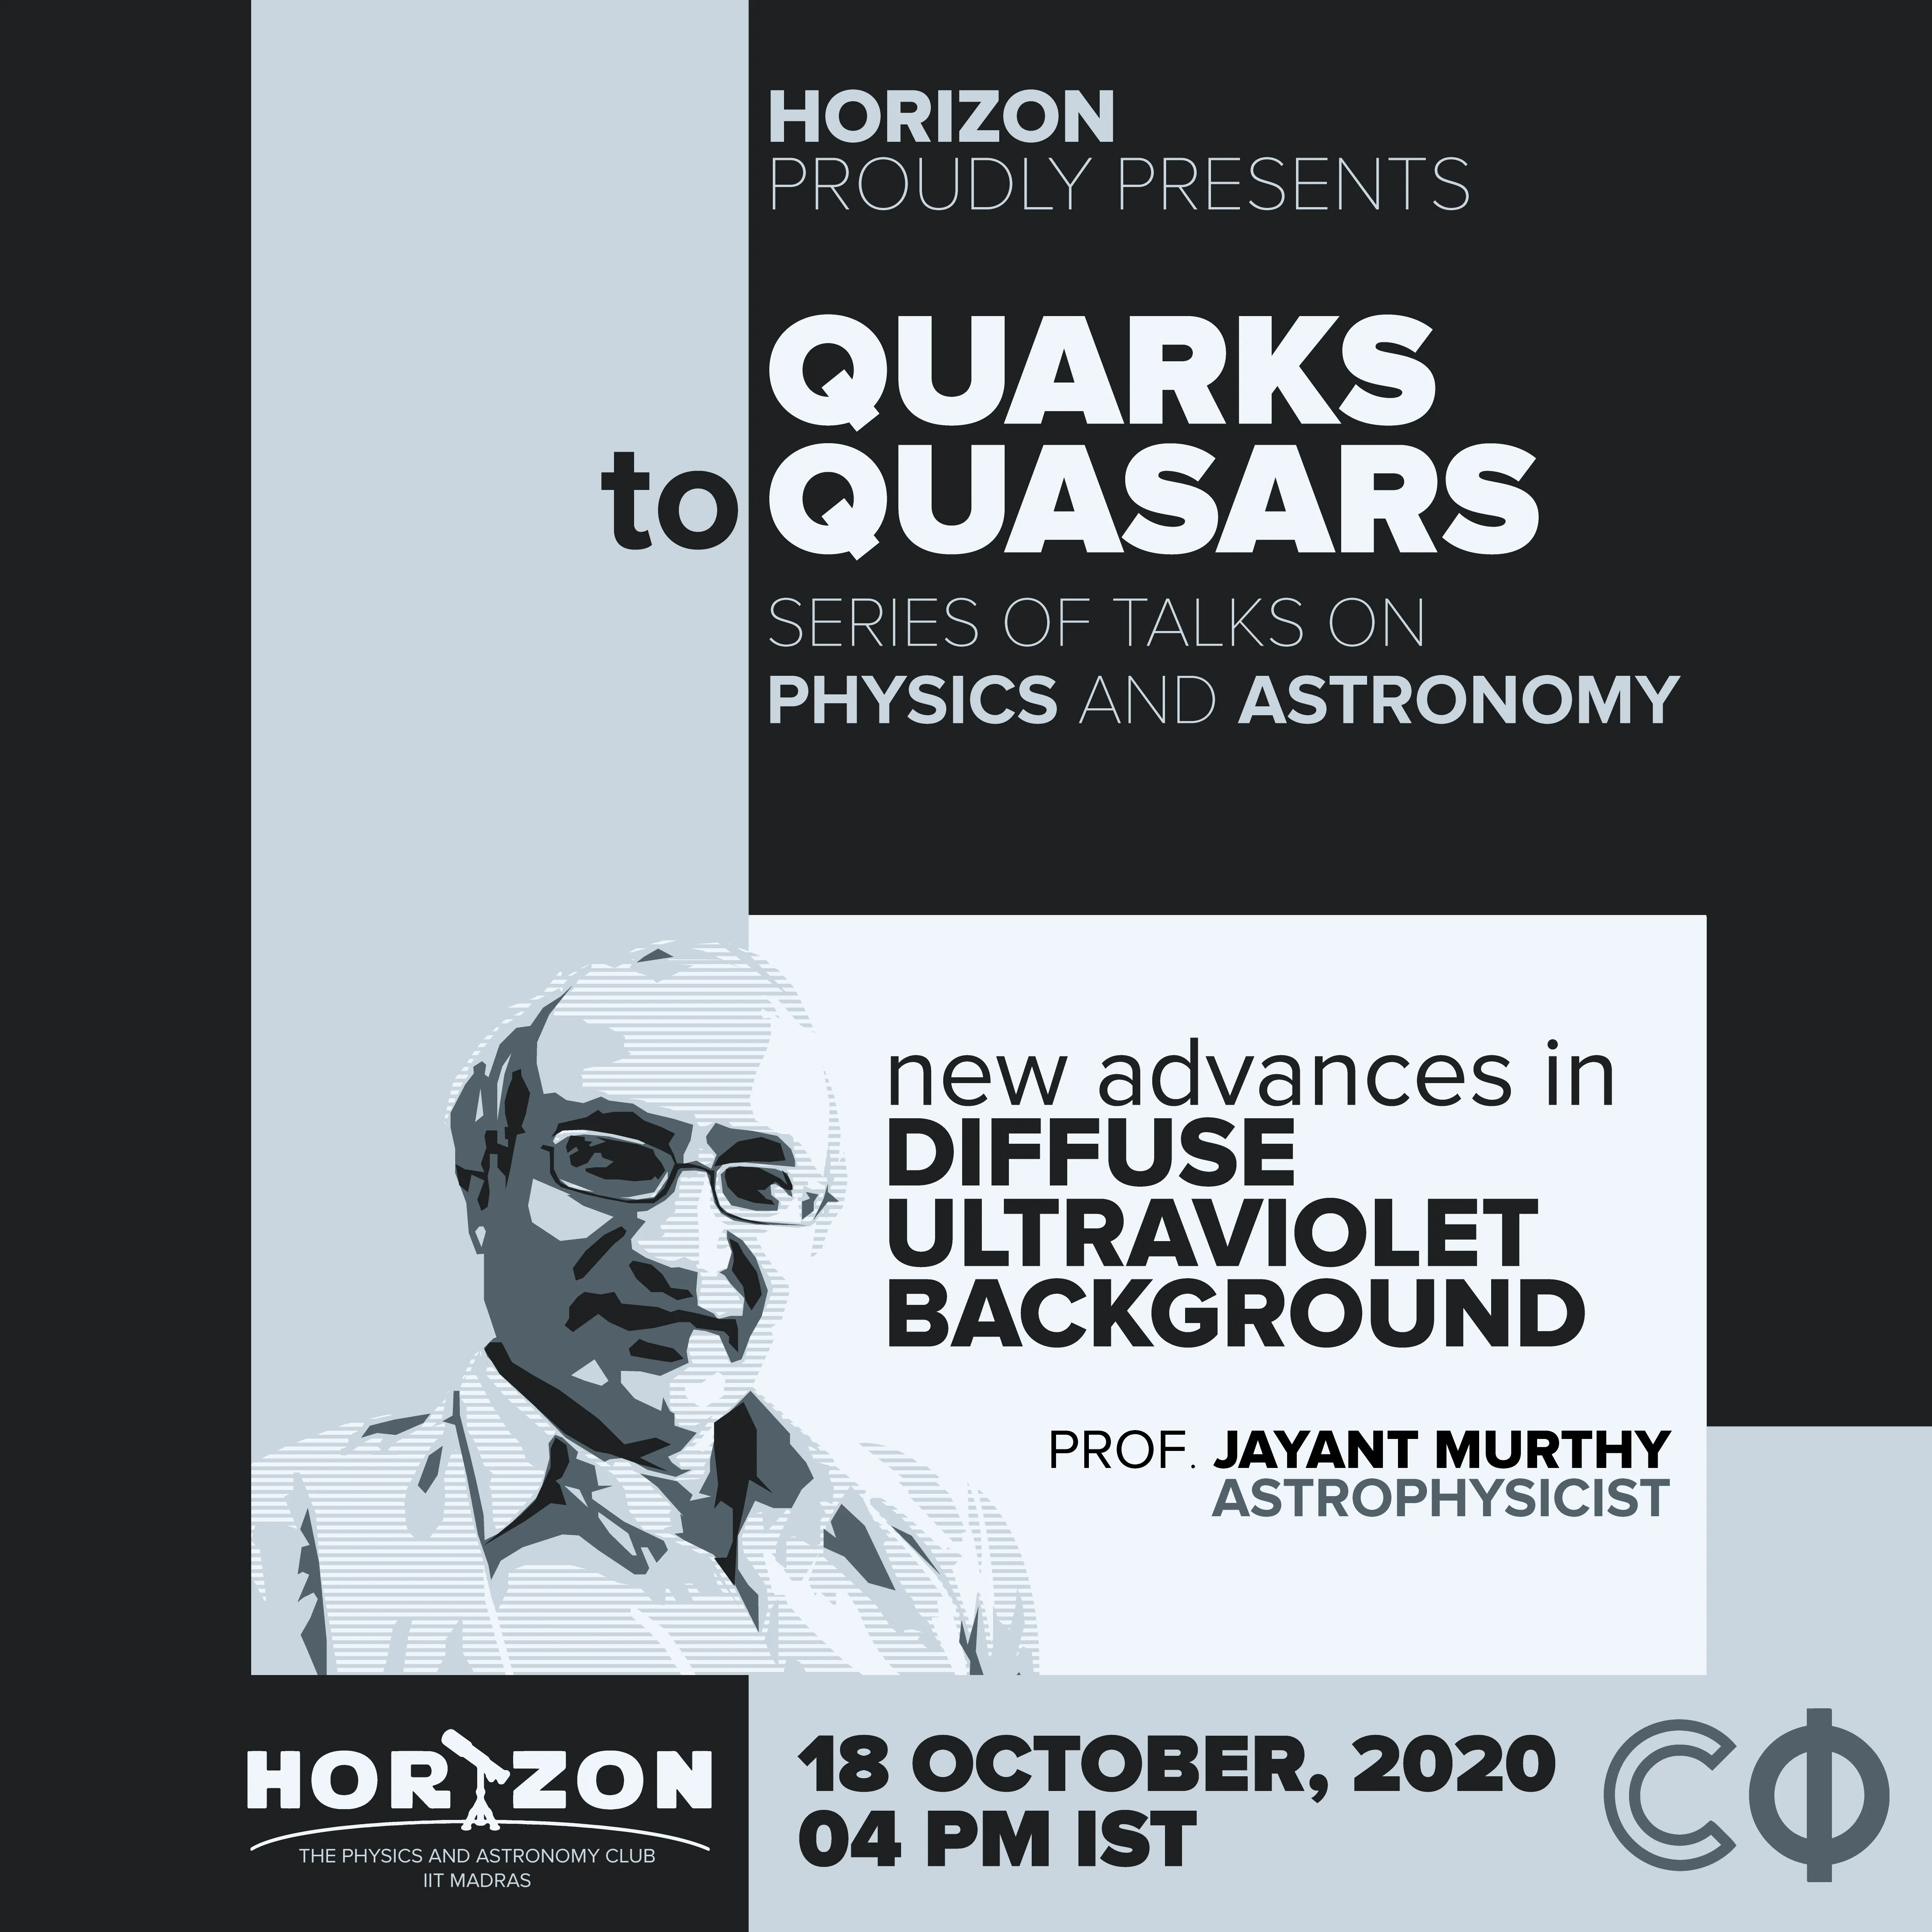 HORIZON
PROUDLY PRESENTS
QUARKS
to QUASARS
SERIES OF TALKS ON
PHYSICS AND ASTRONOMY
new advances in
DIFFUSE
ULTRAVIOLET
BACKGROUND
PROF. JAYANT MURTHY
ASTROPHYSICIST
HORIZON
THE PHYSICS AND ASTRONOMY CLUB
IIT MADRAS
18 OCTOBER, 2020
04 PM IST
CΦ